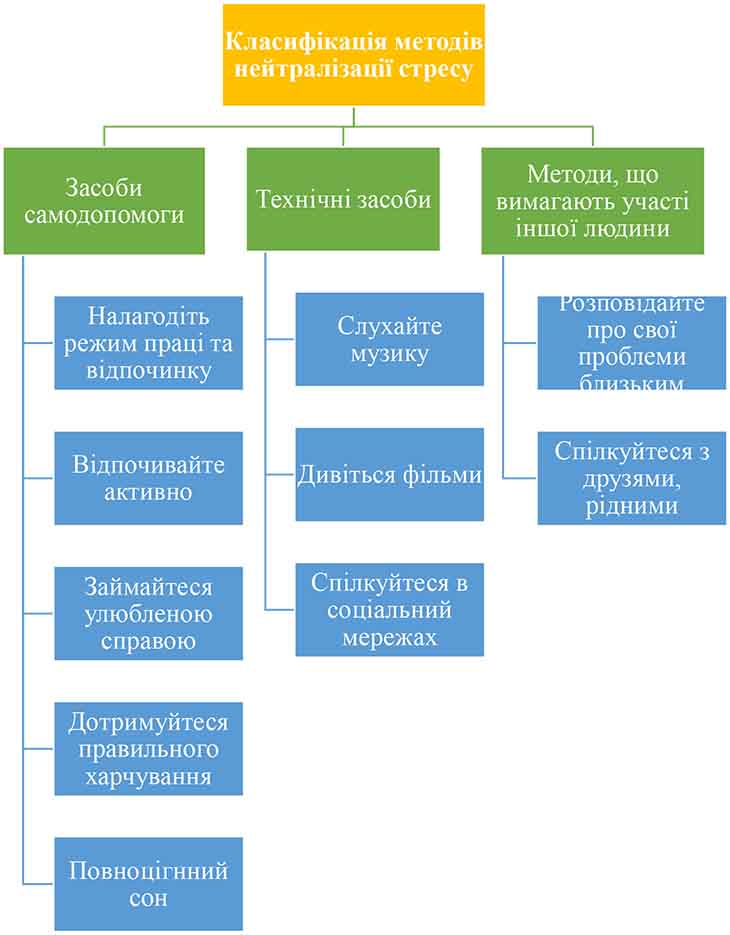 Класифікація методів
нейтралізації стресу
Засоби
самодопомоги
Налагодіть
режим праці та
відпочинку
Відпочивайте
активно
Займайтеся
улюбленою
справою
Дотримуйтеся
правильного
харчування
Повноцігнний
сон
Технічні засоби
Слухайте
музику
Дивіться фільми
Спілкуйтеся в
соціальний
мережах
Методи, що
вимагають участі
іншої людини
Розповідайте
про свої
проблеми
близьким
Спілкуйтеся з
друзями,
рідними